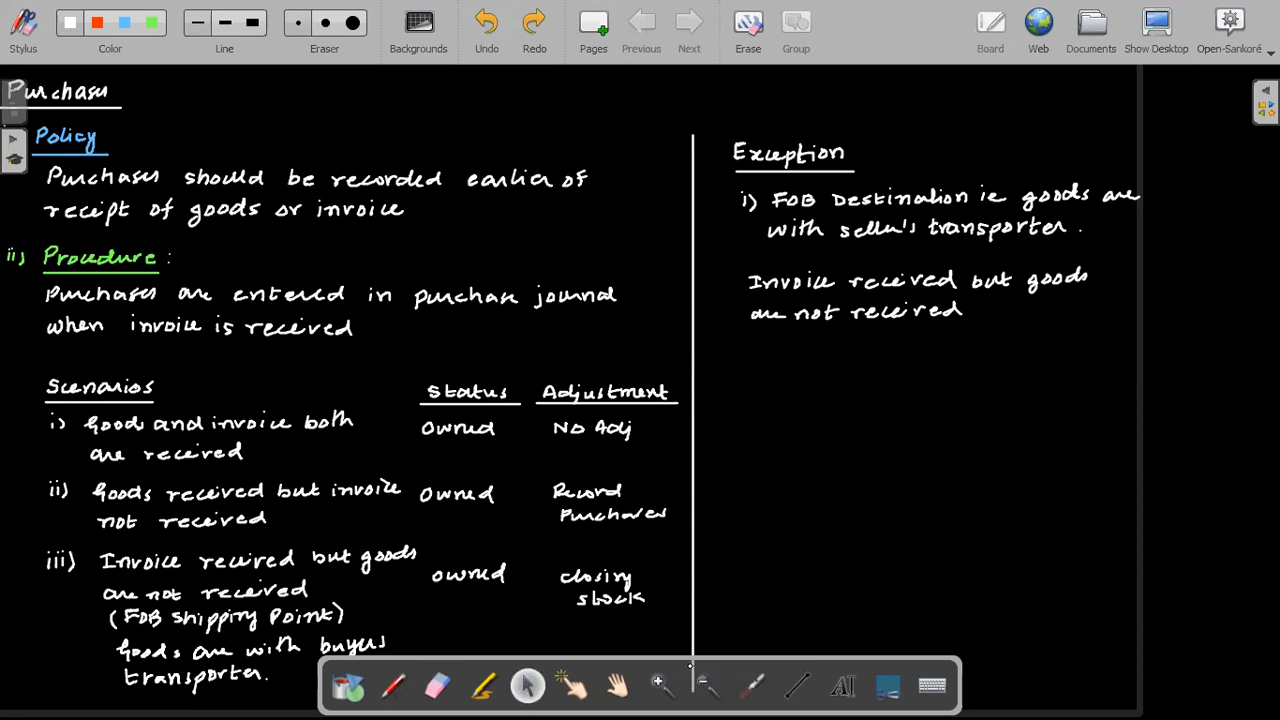 Stylus
Color
Line
Eraser
Backgrounds
Undo
Redo
Pages
Previous
Next
Erase
Group
Board
Web
Documents
Show Desktop
Open-Sankoré
Purchases
Policy
Purchases should be recorded earlier of
receipt of goods or invoice
ii) Procedure :
Purchases are entered in purchase journal
when invoice is received
Scenarios Status Adjustment
i) Good and invoice both Owned No Adj
are received
ii) Goods received but invoice Owned Record
not received Purchases
iii) Invoice received but goods owned closing
are not received stock
(FOB Shipping Point)
Goods are with buyers
transporter.
Exception
i) FOB Destination ie goods are
with seller's transporter.
Invoice received but goods
are not received